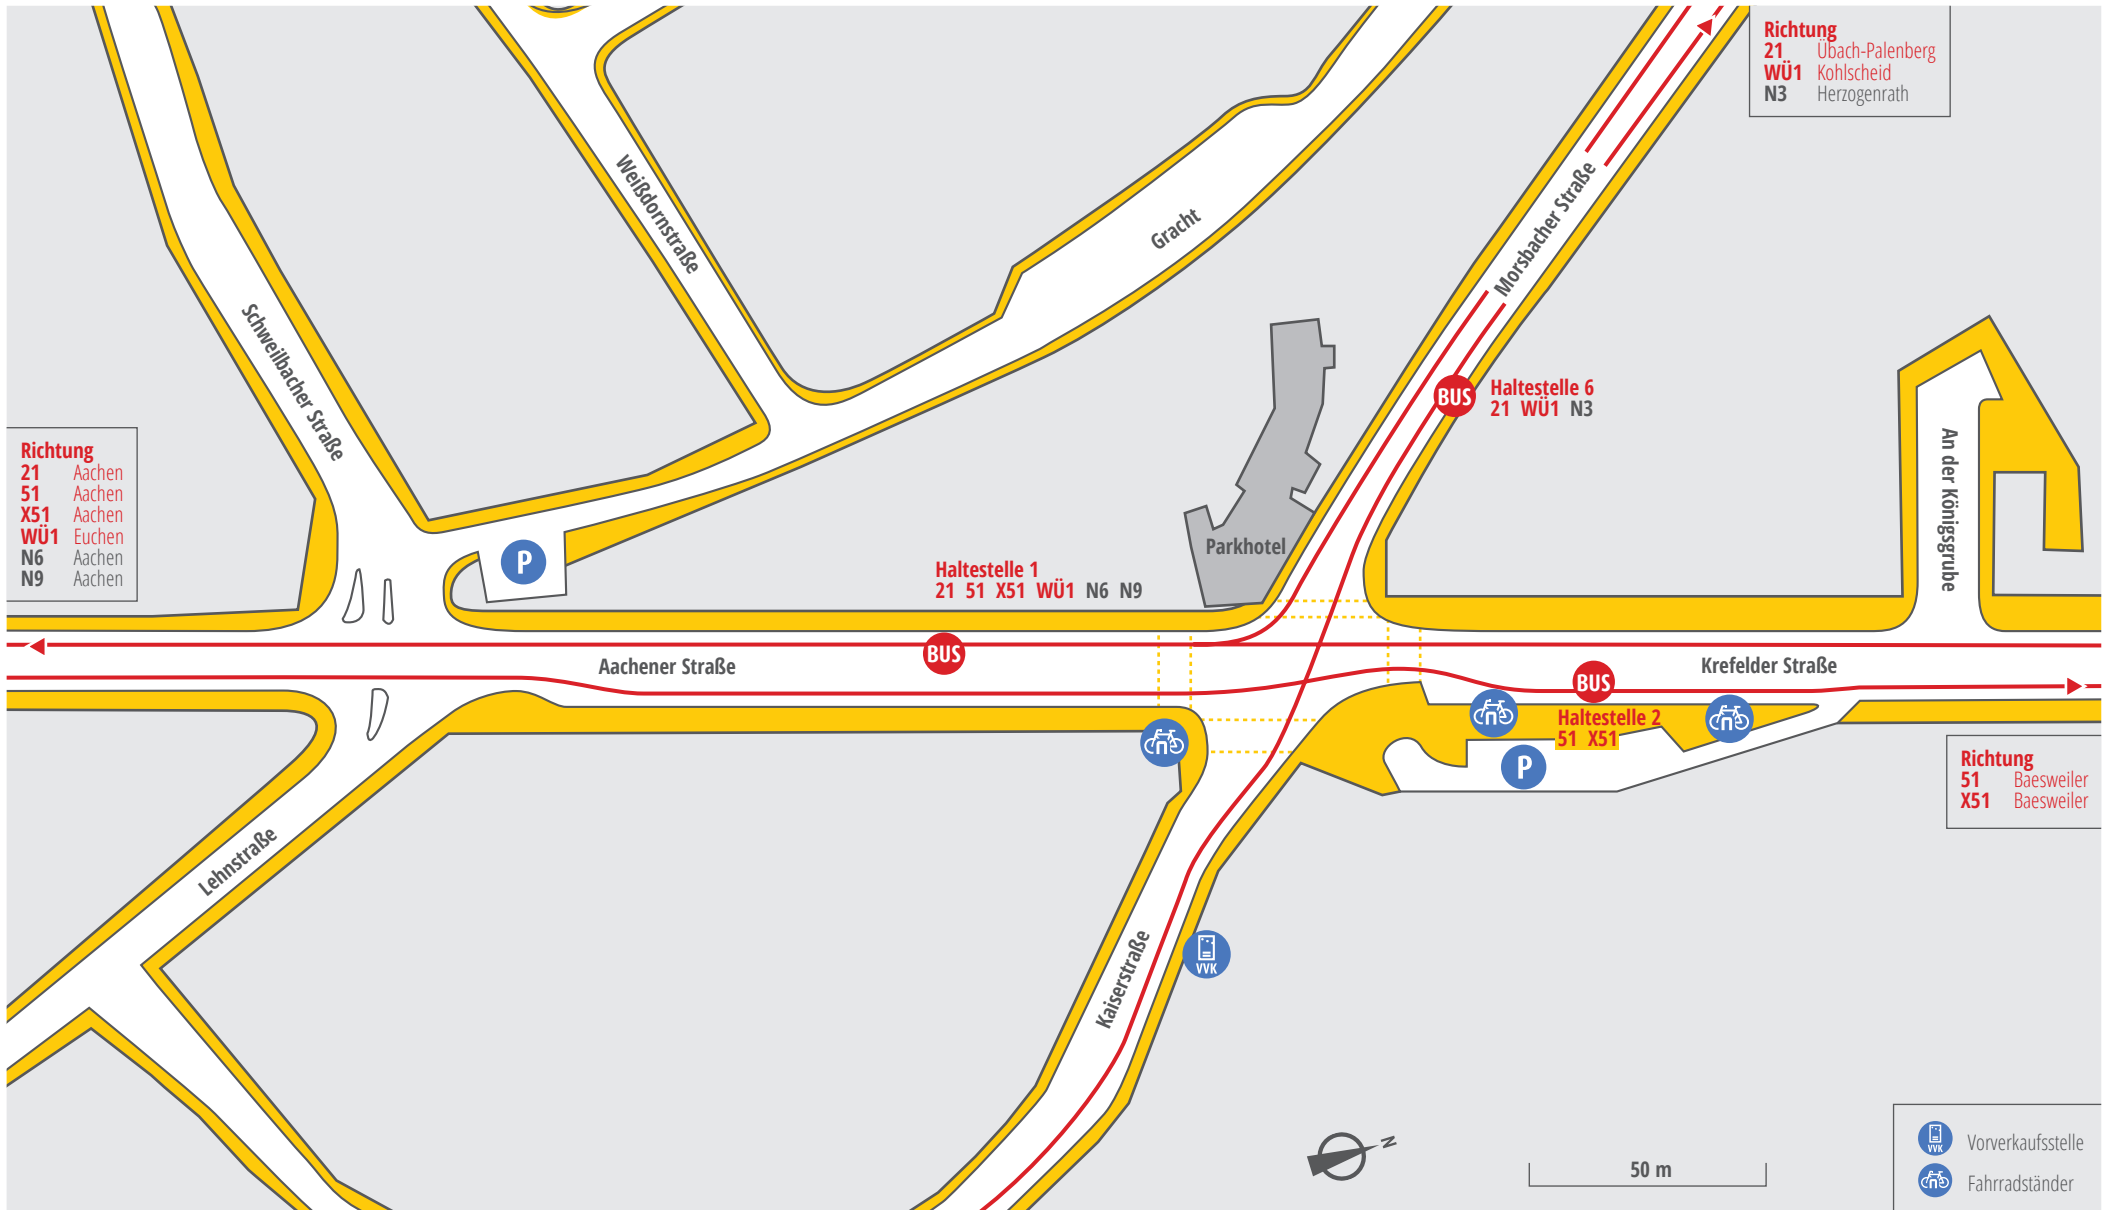 Richtung
21 Übach-Palenberg
WÜ1 Kohlscheid
N3 Herzogenrath
Weißdornstraße
Gracht
Morsbacher Straße
Schweilbacher Straße
Haltestelle 6
21 WÜ1 N3
BUS
An der Königsgrube
Richtung
21 Aachen
51 Aachen
X51 Aachen
WÜ1 Euchen
N6 Aachen
N9 Aachen
P
Parkhotel
Haltestelle 1
21 51 X51 WÜ1 N6 N9
BUS
Aachener Straße
Krefelder Straße
BUS
Haltestelle 2
51 X51
P
Richtung
51 Baesweiler
X51 Baesweiler
Lehnstraße
Kaiserstraße
VVK
N
50 m
VVK Vorverkaufsstelle
Fahrradständer